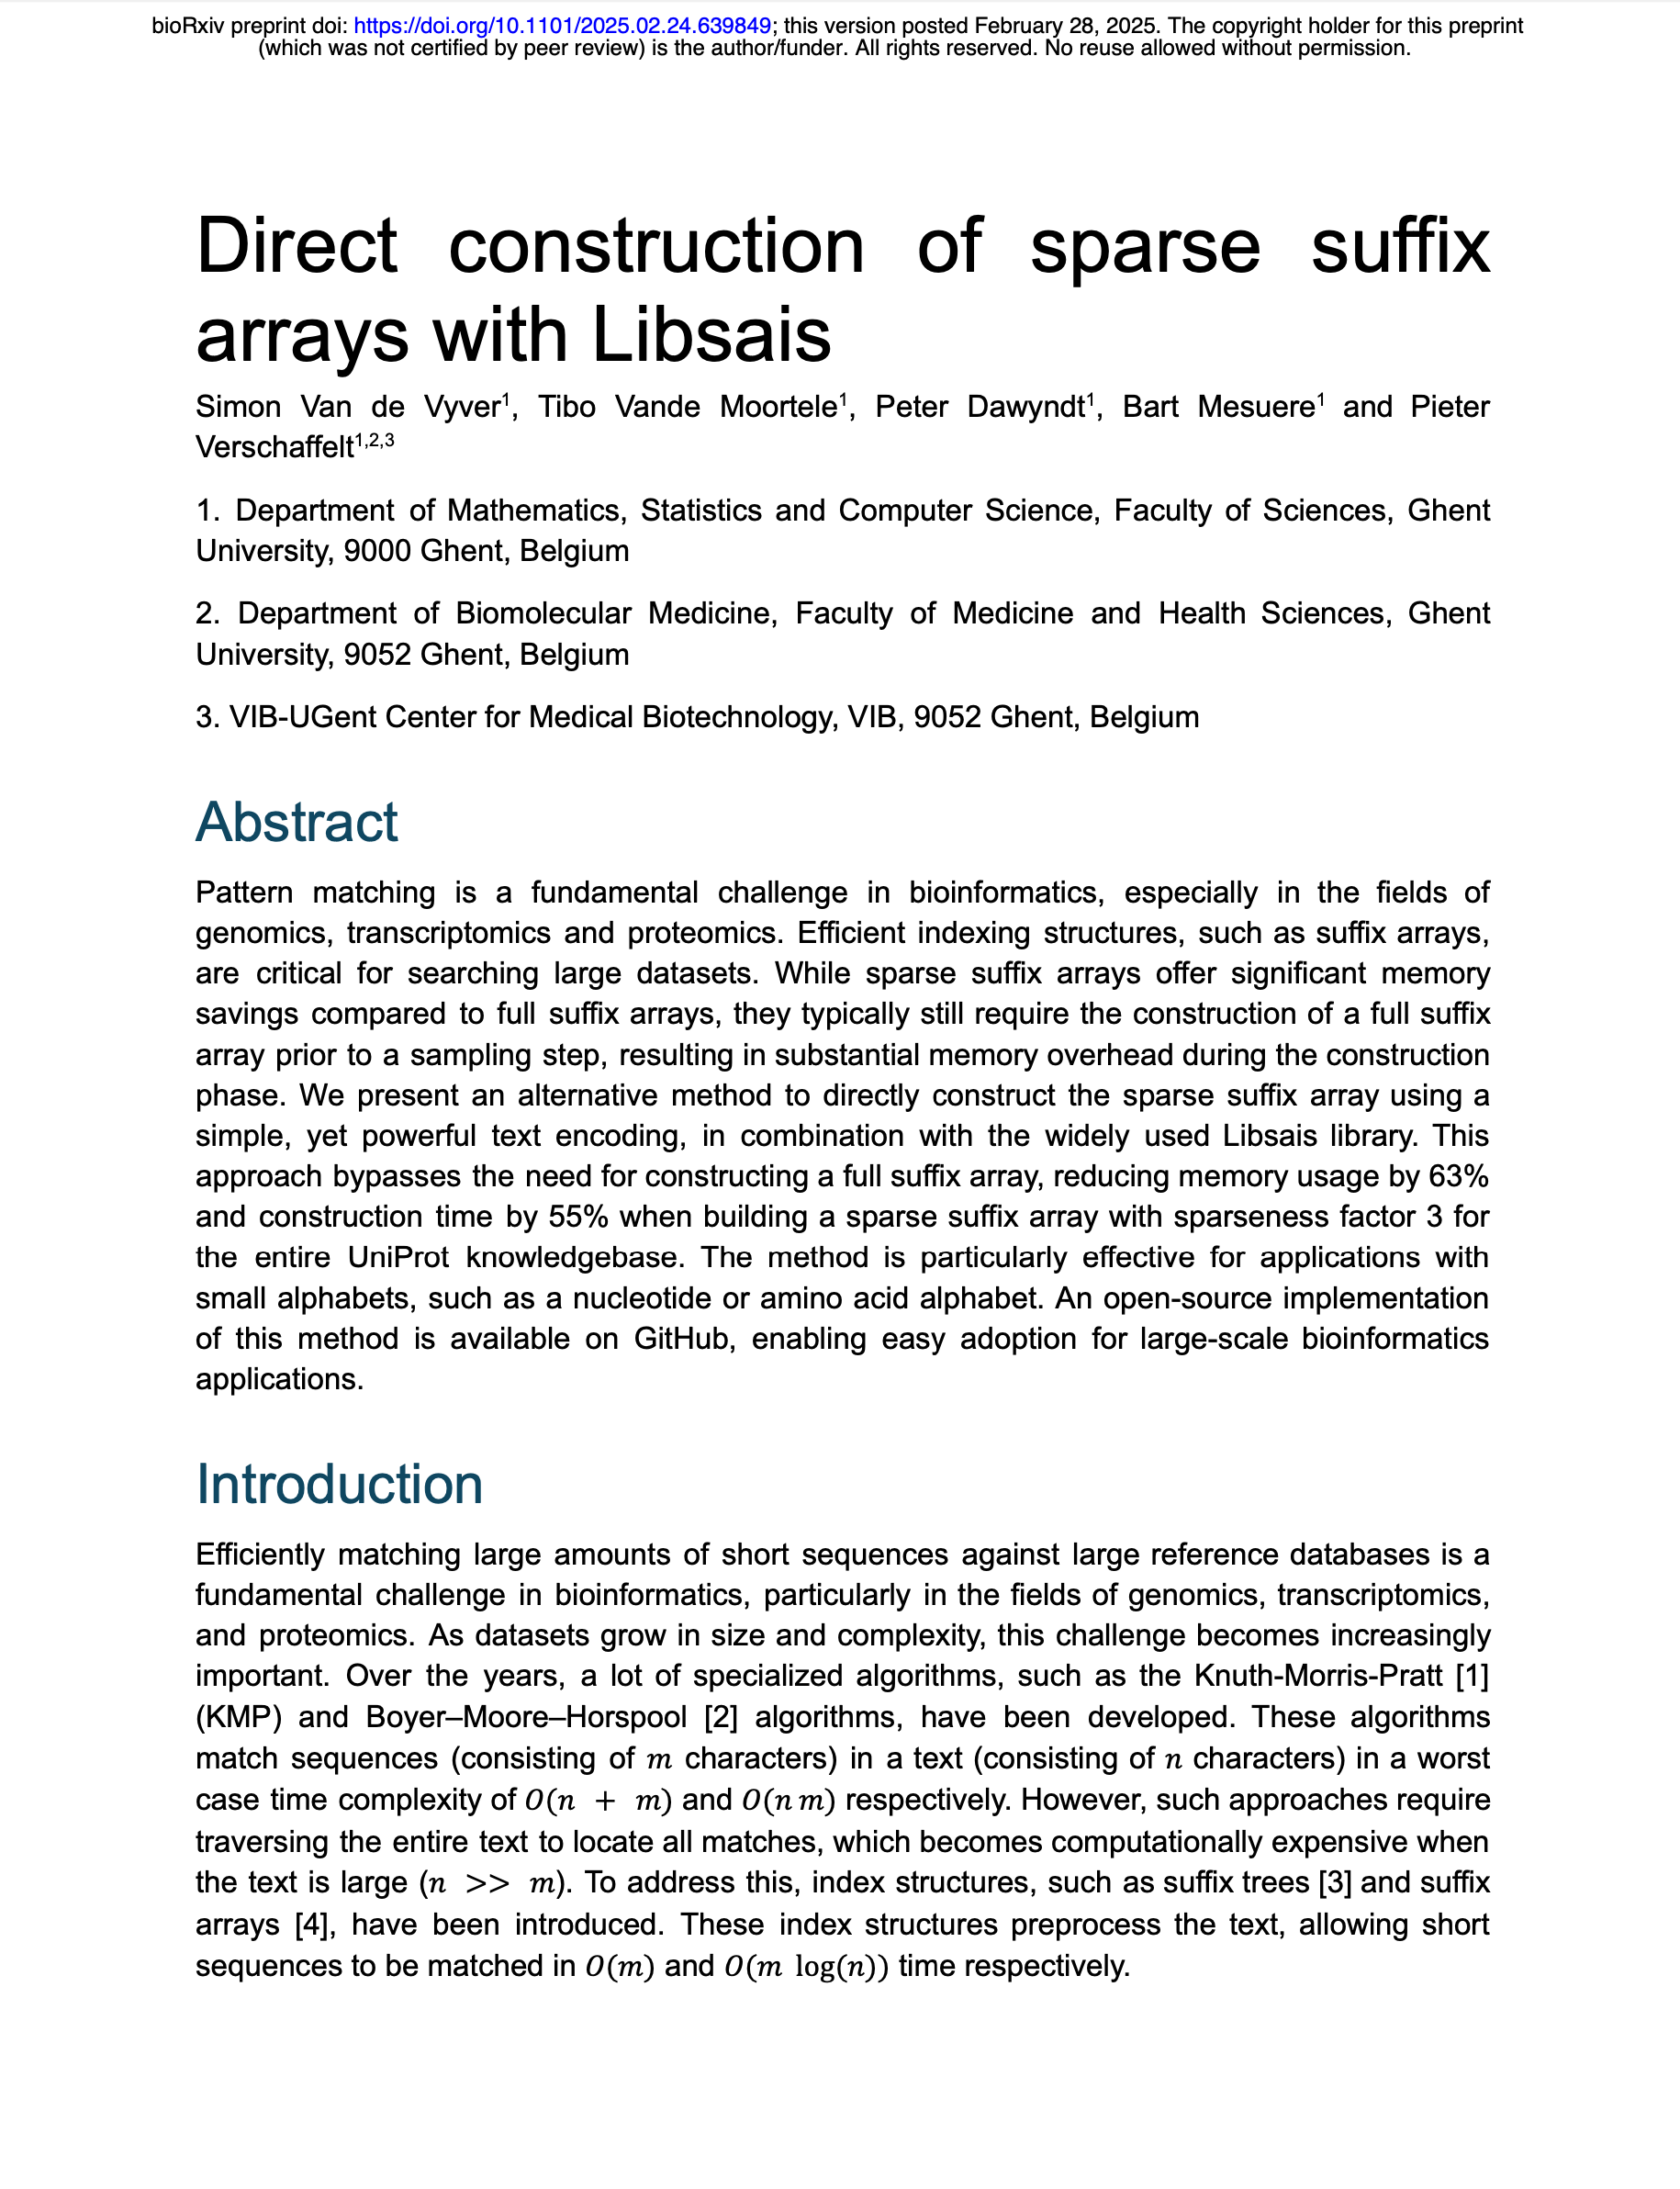 bioRxiv preprint doi: https://doi.org/10.1101/2025.02.24.639849; this version posted February 28, 2025. The copyright holder for this preprint
(which was not certified by peer review) is the author/funder. All rights reserved. No reuse allowed without permission.
Direct construction of sparse suffix
arrays with Libsais
Simon Van de Vyver¹, Tibo Vande Moortele¹, Peter Dawyndt¹, Bart Mesuere¹ and Pieter
Verschaffelt¹,²,³
1. Department of Mathematics, Statistics and Computer Science, Faculty of Sciences, Ghent
University, 9000 Ghent, Belgium
2. Department of Biomolecular Medicine, Faculty of Medicine and Health Sciences, Ghent
University, 9052 Ghent, Belgium
3. VIB-UGent Center for Medical Biotechnology, VIB, 9052 Ghent, Belgium
Abstract
Pattern matching is a fundamental challenge in bioinformatics, especially in the fields of
genomics, transcriptomics and proteomics. Efficient indexing structures, such as suffix arrays,
are critical for searching large datasets. While sparse suffix arrays offer significant memory
savings compared to full suffix arrays, they typically still require the construction of a full suffix
array prior to a sampling step, resulting in substantial memory overhead during the construction
phase. We present an alternative method to directly construct the sparse suffix array using a
simple, yet powerful text encoding, in combination with the widely used Libsais library. This
approach bypasses the need for constructing a full suffix array, reducing memory usage by 63%
and construction time by 55% when building a sparse suffix array with sparseness factor 3 for
the entire UniProt knowledgebase. The method is particularly effective for applications with
small alphabets, such as a nucleotide or amino acid alphabet. An open-source implementation
of this method is available on GitHub, enabling easy adoption for large-scale bioinformatics
applications.
Introduction
Efficiently matching large amounts of short sequences against large reference databases is a
fundamental challenge in bioinformatics, particularly in the fields of genomics, transcriptomics,
and proteomics. As datasets grow in size and complexity, this challenge becomes increasingly
important. Over the years, a lot of specialized algorithms, such as the Knuth-Morris-Pratt [1]
(KMP) and Boyer–Moore–Horspool [2] algorithms, have been developed. These algorithms
match sequences (consisting of m characters) in a text (consisting of n characters) in a worst
case time complexity of O(n + m) and O(n m) respectively. However, such approaches require
traversing the entire text to locate all matches, which becomes computationally expensive when
the text is large (n >> m). To address this, index structures, such as suffix trees [3] and suffix
arrays [4], have been introduced. These index structures preprocess the text, allowing short
sequences to be matched in O(m) and O(m log(n)) time respectively.